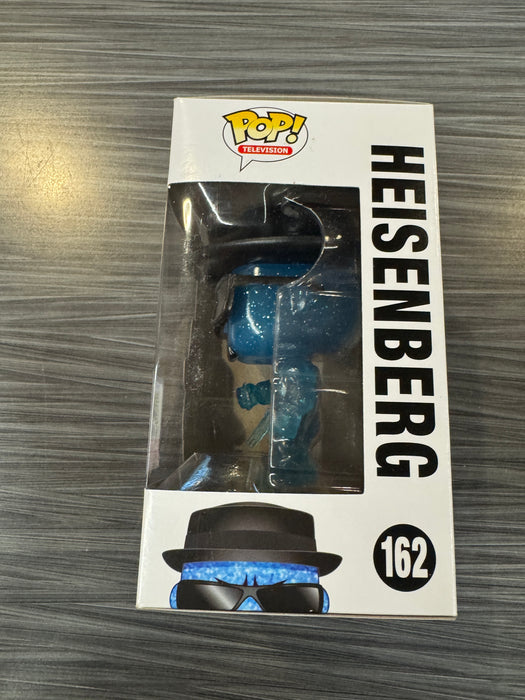 POP!
TELEVISION
HEISENBERG
162